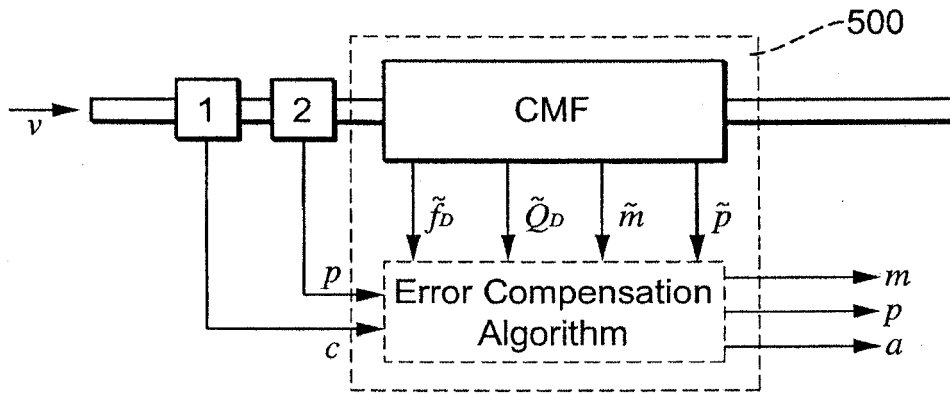 500
1
2
CMF
v
f̃D
Q̃D
m̃
p̃
p
Error Compensation
Algorithm
c
m
p
a